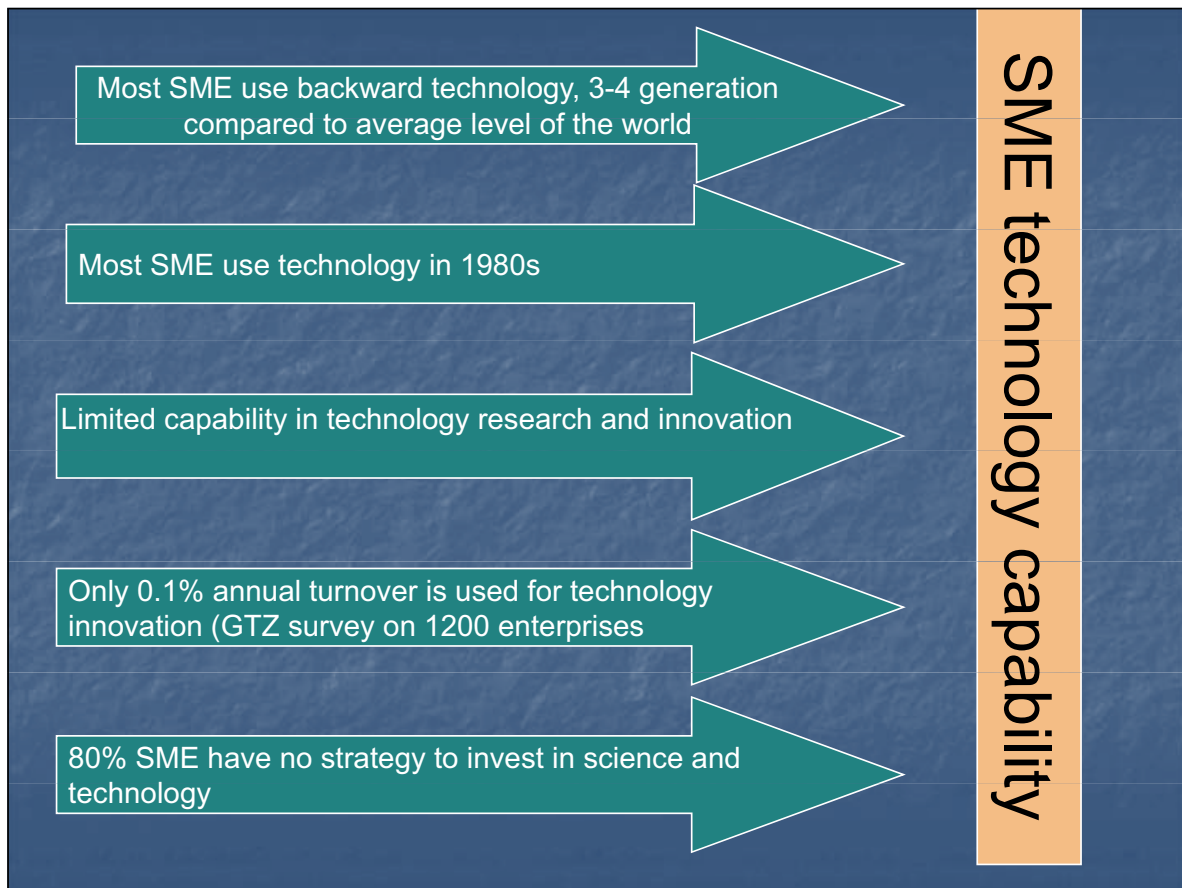 Most SME use backward technology, 3-4 generation
compared to average level of the world
Most SME use technology in 1980s
Limited capability in technology research and innovation
Only 0.1% annual turnover is used for technology
innovation (GTZ survey on 1200 enterprises
80% SME have no strategy to invest in science and
technology
SME technology capability